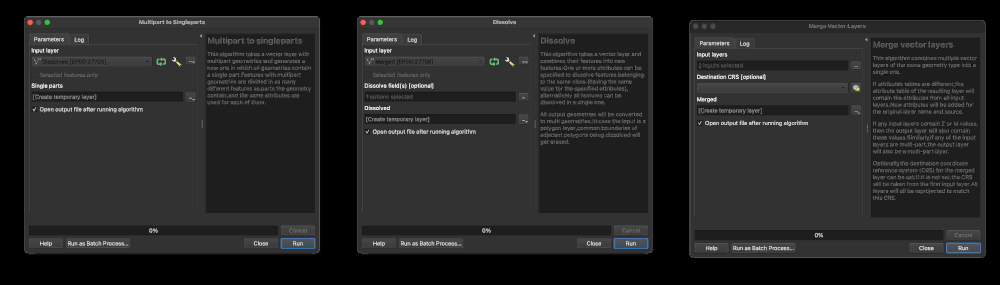 Multipart to Singleparts
Parameters
Log
Input layer
Dissolved [EPSG:27700]
Selected features only
Single parts
[Create temporary layer]
Open output file after running algorithm
Multipart to singleparts
This algorithm takes a vector layer with
multipart geometries and generates a
new one in which all geometries contain
a single part.Features with multipart
geometries are divided in as many
different features as parts the geometry
contain,and the same attributes are
used for each of them.
0%
Cancel
Help
Run as Batch Process...
Close
Run
Dissolve
Parameters
Log
Input layer
Merged [EPSG:27700]
Selected features only
Dissolve field(s) [optional]
1 options selected
Dissolved
[Create temporary layer]
Open output file after running algorithm
Dissolve
This algorithm takes a vector layer and
combines their features into new
features.One or more attributes can be
specified to dissolve features belonging
to the same class (having the same
value for the specified attributes),
alternatively all features can be
dissolved in a single one.
All output geometries will be converted
to multi geometries.In case the input is a
polygon layer,common boundaries of
adjacent polygons being dissolved will
get erased.
0%
Cancel
Help
Run as Batch Process...
Close
Run
Merge Vector Layers
Parameters
Log
Input layers
2 inputs selected
Destination CRS [optional]
Merged
[Create temporary layer]
Open output file after running algorithm
Merge vector layers
This algorithm combines multiple vector
layers of the same geometry type into a
single one.
If attributes tables are different,the
attribute table of the resulting layer will
contain the attributes from all input
layers.New attributes will be added for
the original layer name and source.
If any input layers contain Z or M values,
then the output layer will also contain
these values.Similarly,if any of the input
layers are multi-part,the output layer
will also be a multi-part layer.
Optionally,the destination coordinate
reference system (CRS) for the merged
layer can be set.If it is not set,the CRS
will be taken from the first input layer.All
layers will all be reprojected to match
this CRS.
0%
Cancel
Help
Run as Batch Process...
Close
Run